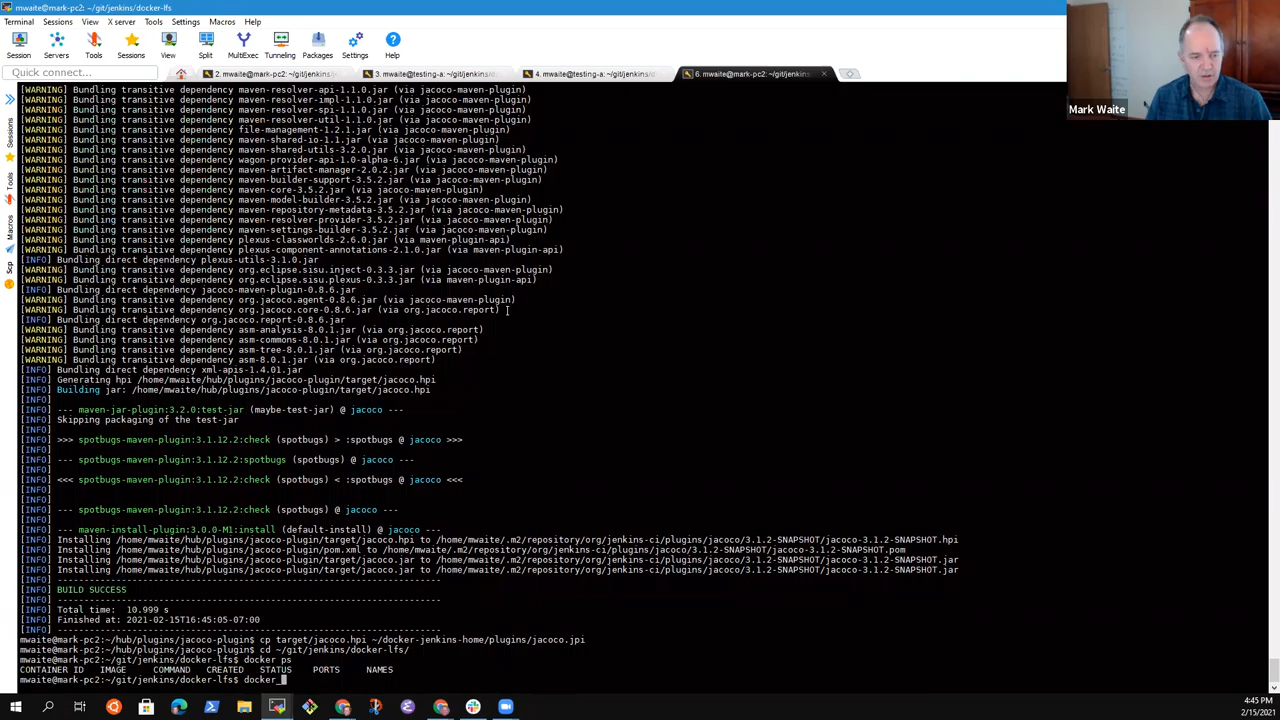 mwaite@mark-pc2: ~/git/jenkins/docker-lfs
Terminal Sessions View X server Tools Settings Macros Help
Session Servers Tools Sessions View Split MultiExec Tunneling Packages Settings Help
Quick connect...
2. mwaite@mark-pc2: ~/git/jenkins/
3. mwaite@testing-a: ~/git/jenkins/
4. mwaite@testing-a: ~/git/jenkins/
6. mwaite@mark-pc2: ~/git/jenkins/
Sessions
Tools
Macros
Scp
Mark Waite
[WARNING] Bundling transitive dependency maven-resolver-api-1.1.0.jar (via jacoco-maven-plugin)
[WARNING] Bundling transitive dependency maven-resolver-impl-1.1.0.jar (via jacoco-maven-plugin)
[WARNING] Bundling transitive dependency maven-resolver-spi-1.1.0.jar (via jacoco-maven-plugin)
[WARNING] Bundling transitive dependency maven-resolver-util-1.1.0.jar (via jacoco-maven-plugin)
[WARNING] Bundling transitive dependency file-management-1.2.1.jar (via jacoco-maven-plugin)
[WARNING] Bundling transitive dependency maven-shared-io-1.1.jar (via jacoco-maven-plugin)
[WARNING] Bundling transitive dependency maven-shared-utils-3.2.0.jar (via jacoco-maven-plugin)
[WARNING] Bundling transitive dependency wagon-provider-api-1.0-alpha-6.jar (via jacoco-maven-plugin)
[WARNING] Bundling transitive dependency maven-artifact-manager-2.0.2.jar (via jacoco-maven-plugin)
[WARNING] Bundling transitive dependency maven-builder-support-3.5.2.jar (via jacoco-maven-plugin)
[WARNING] Bundling transitive dependency maven-core-3.5.2.jar (via jacoco-maven-plugin)
[WARNING] Bundling transitive dependency maven-model-builder-3.5.2.jar (via jacoco-maven-plugin)
[WARNING] Bundling transitive dependency maven-repository-metadata-3.5.2.jar (via jacoco-maven-plugin)
[WARNING] Bundling transitive dependency maven-resolver-provider-3.5.2.jar (via jacoco-maven-plugin)
[WARNING] Bundling transitive dependency maven-settings-builder-3.5.2.jar (via jacoco-maven-plugin)
[WARNING] Bundling transitive dependency plexus-classworlds-2.6.0.jar (via maven-plugin-api)
[WARNING] Bundling transitive dependency plexus-component-annotations-2.1.0.jar (via maven-plugin-api)
[INFO] Bundling direct dependency plexus-utils-3.1.0.jar
[WARNING] Bundling transitive dependency org.eclipse.sisu.inject-0.3.3.jar (via jacoco-maven-plugin)
[WARNING] Bundling transitive dependency org.eclipse.sisu.plexus-0.3.3.jar (via maven-plugin-api)
[INFO] Bundling direct dependency jacoco-maven-plugin-0.8.6.jar
[WARNING] Bundling transitive dependency org.jacoco.agent-0.8.6.jar (via jacoco-maven-plugin)
[WARNING] Bundling transitive dependency org.jacoco.core-0.8.6.jar (via org.jacoco.report)
[INFO] Bundling direct dependency org.jacoco.report-0.8.6.jar
[WARNING] Bundling transitive dependency asm-analysis-8.0.1.jar (via org.jacoco.report)
[WARNING] Bundling transitive dependency asm-commons-8.0.1.jar (via org.jacoco.report)
[WARNING] Bundling transitive dependency asm-tree-8.0.1.jar (via org.jacoco.report)
[WARNING] Bundling transitive dependency asm-8.0.1.jar (via org.jacoco.report)
[INFO] Bundling direct dependency xml-apis-1.4.01.jar
[INFO] Generating hpi /home/mwaite/hub/plugins/jacoco-plugin/target/jacoco.hpi
[INFO] Building jar: /home/mwaite/hub/plugins/jacoco-plugin/target/jacoco.hpi
[INFO]
[INFO] --- maven-jar-plugin:3.2.0:test-jar (maybe-test-jar) @ jacoco ---
[INFO] Skipping packaging of the test-jar
[INFO]
[INFO] >>> spotbugs-maven-plugin:3.1.12.2:check (spotbugs) > :spotbugs @ jacoco >>>
[INFO]
[INFO] --- spotbugs-maven-plugin:3.1.12.2:spotbugs (spotbugs) @ jacoco ---
[INFO]
[INFO] <<< spotbugs-maven-plugin:3.1.12.2:check (spotbugs) < :spotbugs @ jacoco <<<
[INFO]
[INFO]
[INFO] --- spotbugs-maven-plugin:3.1.12.2:check (spotbugs) @ jacoco ---
[INFO]
[INFO] --- maven-install-plugin:3.0.0-M1:install (default-install) @ jacoco ---
[INFO] Installing /home/mwaite/hub/plugins/jacoco-plugin/target/jacoco.hpi to /home/mwaite/.m2/repository/org/jenkins-ci/plugins/jacoco/3.1.2-SNAPSHOT/jacoco-3.1.2-SNAPSHOT.hpi
[INFO] Installing /home/mwaite/hub/plugins/jacoco-plugin/pom.xml to /home/mwaite/.m2/repository/org/jenkins-ci/plugins/jacoco/3.1.2-SNAPSHOT/jacoco-3.1.2-SNAPSHOT.pom
[INFO] Installing /home/mwaite/hub/plugins/jacoco-plugin/target/jacoco.jar to /home/mwaite/.m2/repository/org/jenkins-ci/plugins/jacoco/3.1.2-SNAPSHOT/jacoco-3.1.2-SNAPSHOT.jar
[INFO] Installing /home/mwaite/hub/plugins/jacoco-plugin/target/jacoco.jar to /home/mwaite/.m2/repository/org/jenkins-ci/plugins/jacoco/3.1.2-SNAPSHOT/jacoco-3.1.2-SNAPSHOT.jar
[INFO] ------------------------------------------------------------------------
[INFO] BUILD SUCCESS
[INFO] ------------------------------------------------------------------------
[INFO] Total time: 10.999 s
[INFO] Finished at: 2021-02-15T16:45:05-07:00
[INFO] ------------------------------------------------------------------------
mwaite@mark-pc2:~/hub/plugins/jacoco-plugin$ cp target/jacoco.hpi ~/docker-jenkins-home/plugins/jacoco.jpi
mwaite@mark-pc2:~/hub/plugins/jacoco-plugin$ cd ~/git/jenkins/docker-lfs/
mwaite@mark-pc2:~/git/jenkins/docker-lfs$ docker ps
CONTAINER ID IMAGE COMMAND CREATED STATUS PORTS NAMES
mwaite@mark-pc2:~/git/jenkins/docker-lfs$ docker_
4:45 PM
2/15/2021